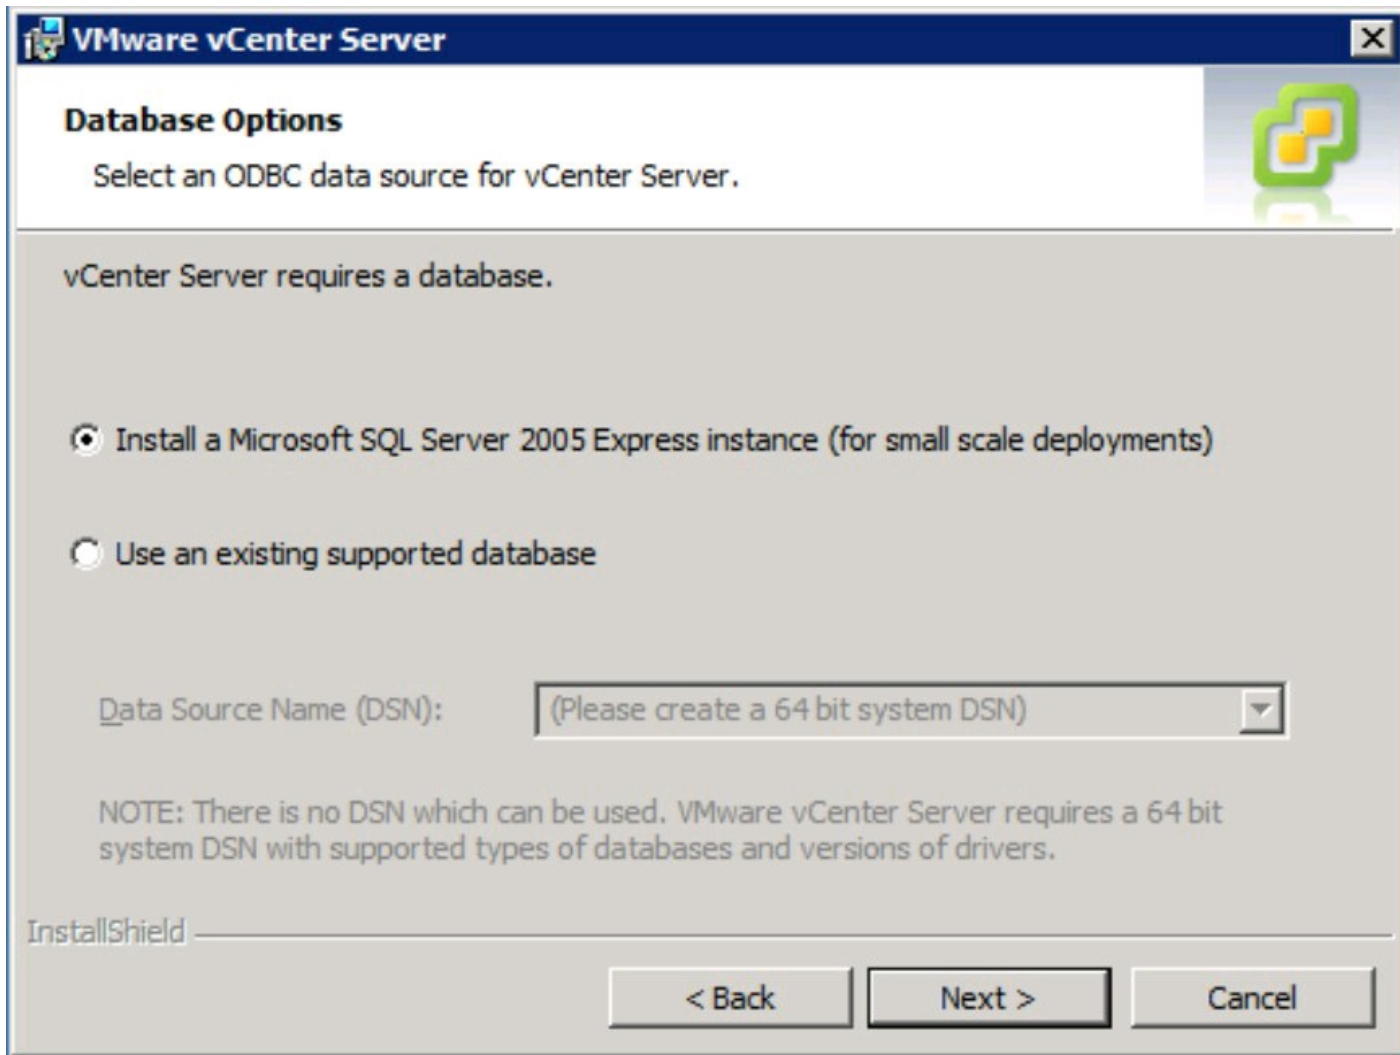 VMware vCenter Server
Database Options
Select an ODBC data source for vCenter Server.
vCenter Server requires a database.
Install a Microsoft SQL Server 2005 Express instance (for small scale deployments)
Use an existing supported database
Data Source Name (DSN): (Please create a 64 bit system DSN)
NOTE: There is no DSN which can be used. VMware vCenter Server requires a 64 bit
system DSN with supported types of databases and versions of drivers.
InstallShield
< Back Next > Cancel